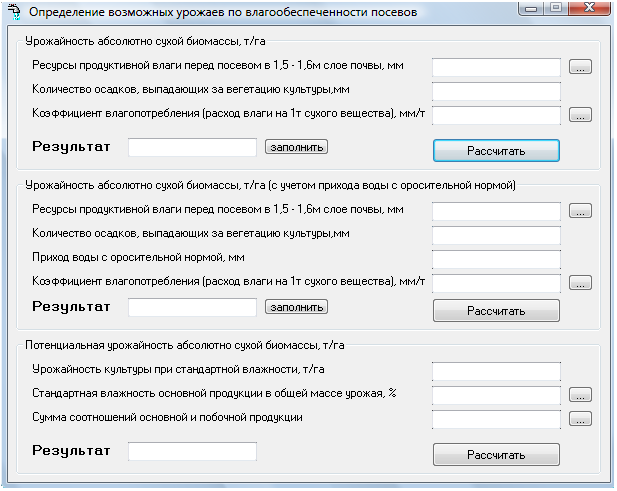 Определение возможных урожаев по влагообеспеченности посевов
Урожайность абсолютно сухой биомассы, т/га
Ресурсы продуктивной влаги перед посевом в 1,5 - 1,6м слое почвы, мм
...
Количество осадков, выпадающих за вегетацию культуры,мм
Коэффициент влагопотребления (расход влаги на 1т сухого вещества), мм/т
...
Результат
заполнить
Рассчитать
Урожайность абсолютно сухой биомассы, т/га (с учетом прихода воды с оросительной нормой)
Ресурсы продуктивной влаги перед посевом в 1,5 - 1,6м слое почвы, мм
...
Количество осадков, выпадающих за вегетацию культуры,мм
Приход воды с оросительной нормой, мм
Коэффициент влагопотребления (расход влаги на 1т сухого вещества), мм/т
...
Результат
заполнить
Рассчитать
Потенциальная урожайность абсолютно сухой биомассы, т/га
Урожайность культуры при стандартной влажности, т/га
Стандартная влажность основной продукции в общей массе урожая, %
...
Сумма соотношений основной и побочной продукции
...
Результат
Рассчитать